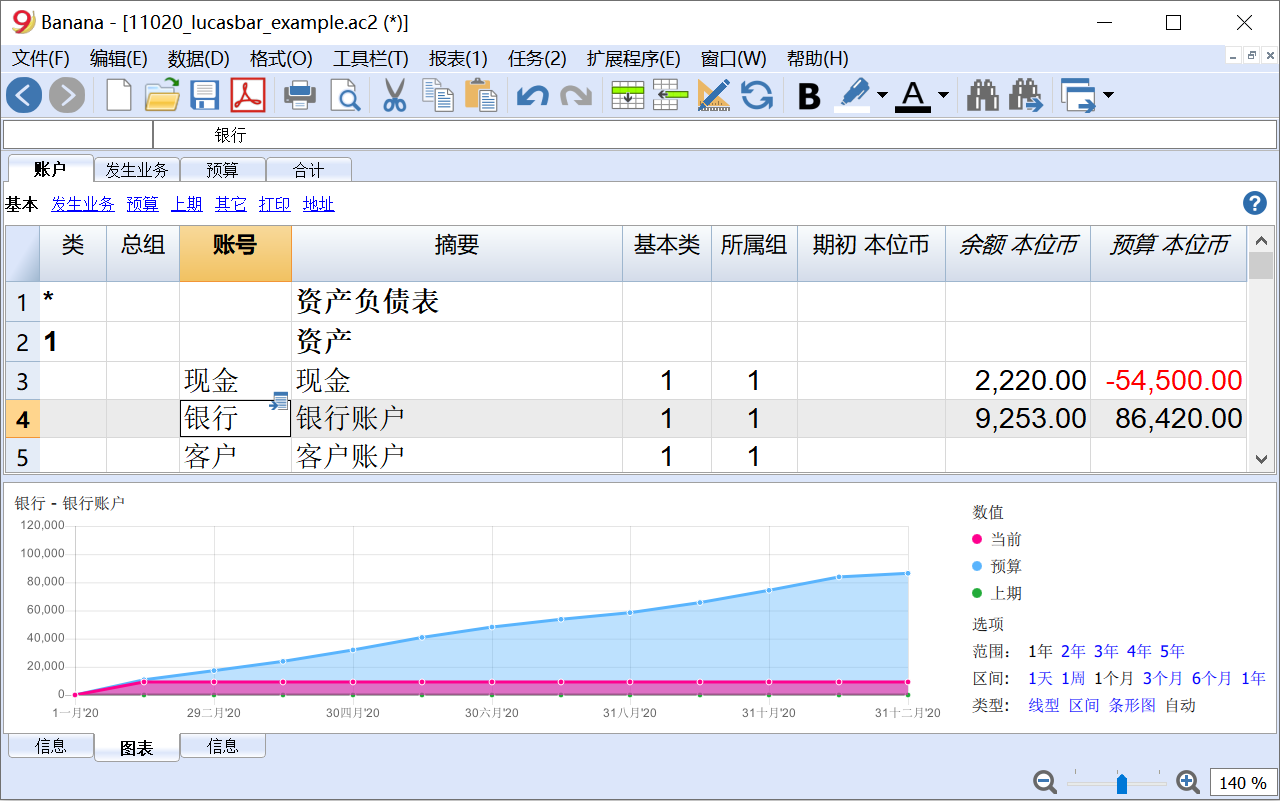 Banana - [11020_lucasbar_example.ac2 (*)]
文件(F) 编辑(E) 数据(D) 格式(O) 工具栏(T) 报表(1) 任务(2) 扩展程序(E) 窗口(W) 帮助(H)
B A
银行
账户 发生业务 预算 合计
基本 发生业务 预算 上期 其它 打印 地址 ?
类 总组 账号 摘要 基本类 所属组 期初 本位币 余额 本位币 预算 本位币
1 * 资产负债表
2 1 资产
3 现金 现金 1 1 2,220.00 -54,500.00
4 银行 银行账户 1 1 9,253.00 86,420.00
5 客户 客户账户 1 1
银行 - 银行账户
120,000
100,000
80,000
60,000
40,000
20,000
0
1一月'20 29二月'20 30四月'20 30六月'20 31八月'20 31十月'20 31十二月'20
数值
当前
预算
上期
选项
范围: 1年 2年 3年 4年 5年
区间: 1天 1周 1个月 3个月 6个月 1年
类型: 线型 区间 条形图 自动
信息 图表 信息
140 %